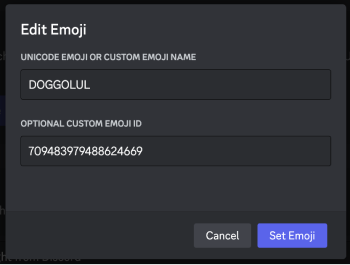 Edit Emoji
UNICODE EMOJI OR CUSTOM EMOJI NAME
DOGGOLUL
OPTIONAL CUSTOM EMOJI ID
709483979488624669
Cancel
Set Emoji